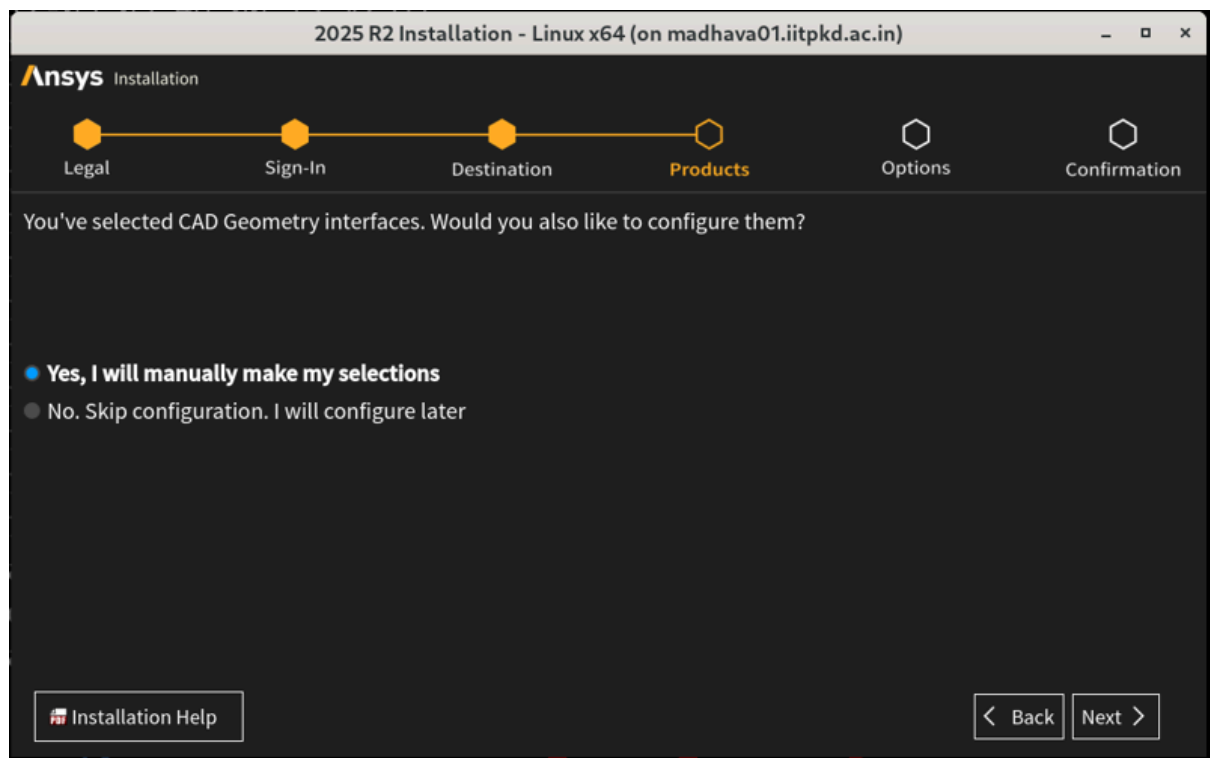 2025 R2 Installation - Linux x64 (on madhava01.iitpkd.ac.in)
Ansys Installation
Legal Sign-In Destination Products Options Confirmation
You've selected CAD Geometry interfaces. Would you also like to configure them?
Yes, I will manually make my selections
No. Skip configuration. I will configure later
Installation Help Back Next